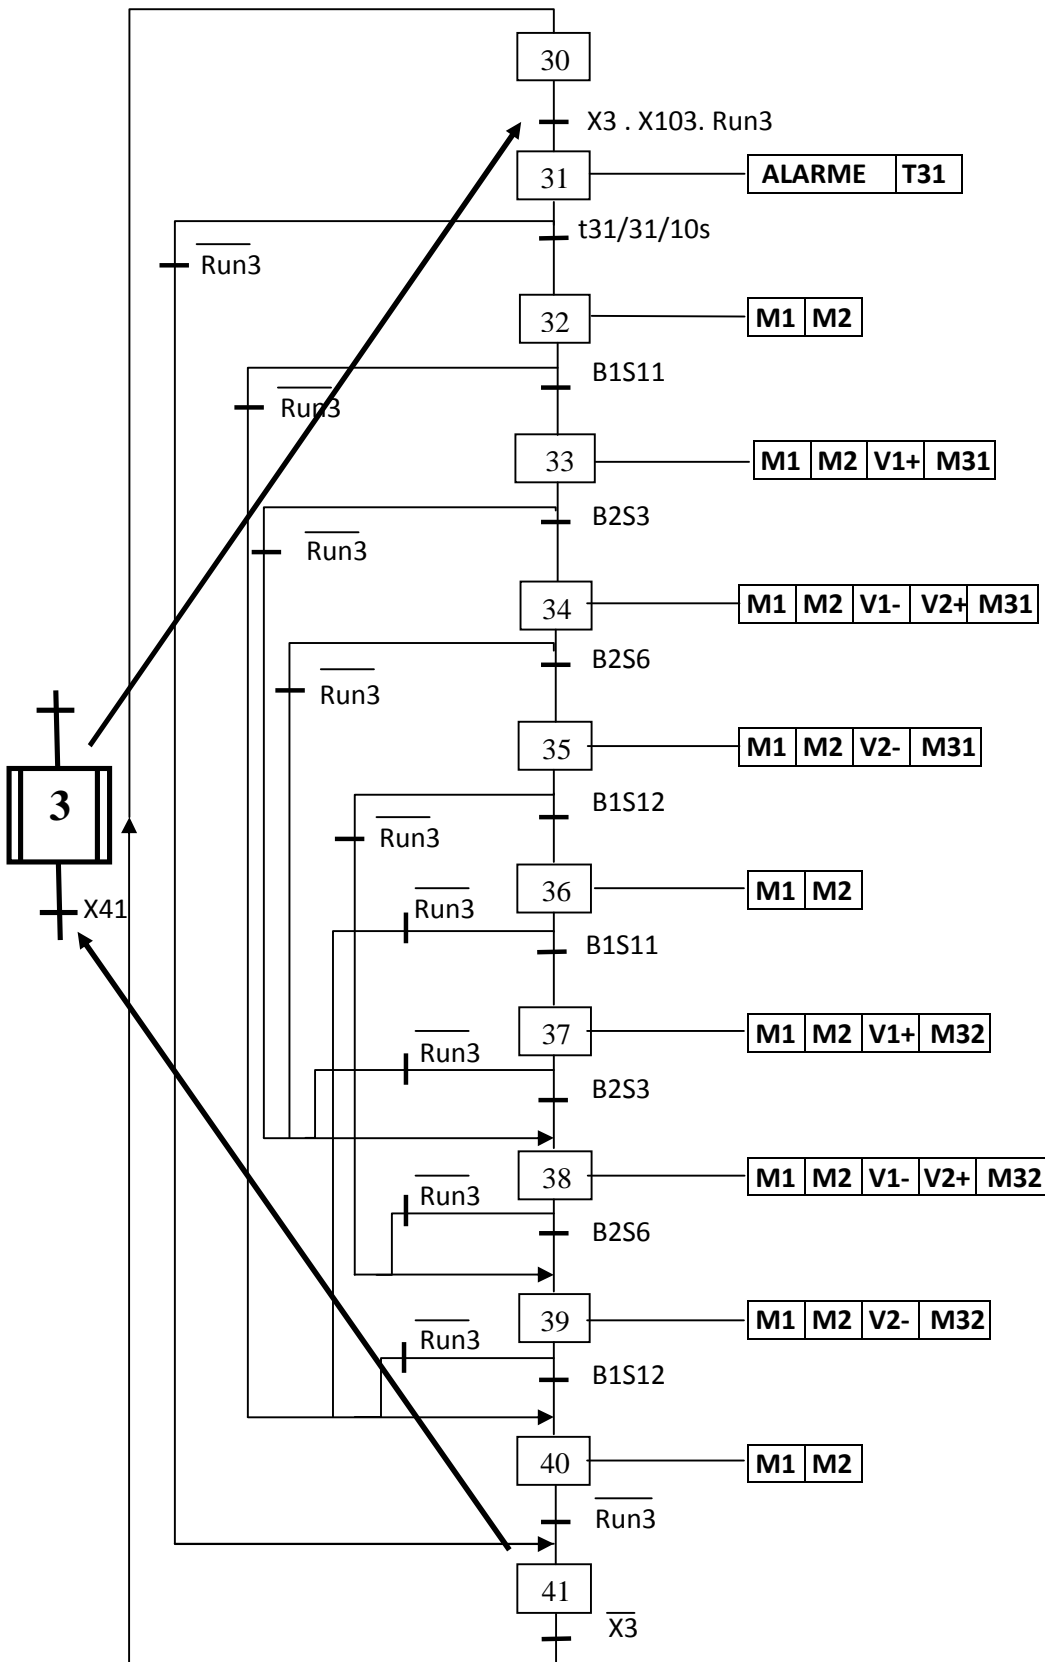 30
X3 . X103. Run3
31 ALARME T31
t31/31/10s
Run3
32 M1 M2
B1S11
Run3
33 M1 M2 V1+ M31
B2S3
Run3
34 M1 M2 V1- V2+ M31
B2S6
Run3
35 M1 M2 V2- M31
3
B1S12
Run3
36 M1 M2
Run3
X41
B1S11
37 M1 M2 V1+ M32
Run3
B2S3
38 M1 M2 V1- V2+ M32
Run3
B2S6
39 M1 M2 V2- M32
Run3
B1S12
40 M1 M2
Run3
41
X3